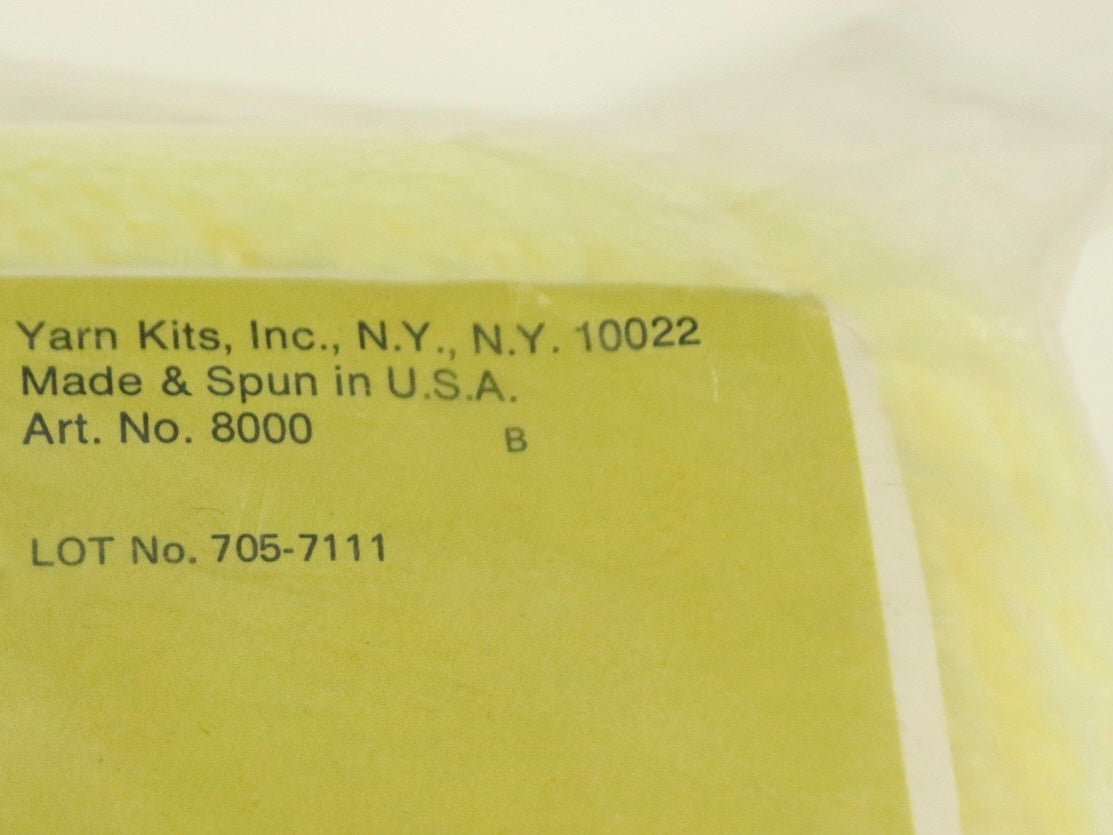 Yarn Kits, Inc., N.Y., N.Y. 10022
Made & Spun in U.S.A.
Art. No. 8000
B
LOT No. 705-7111